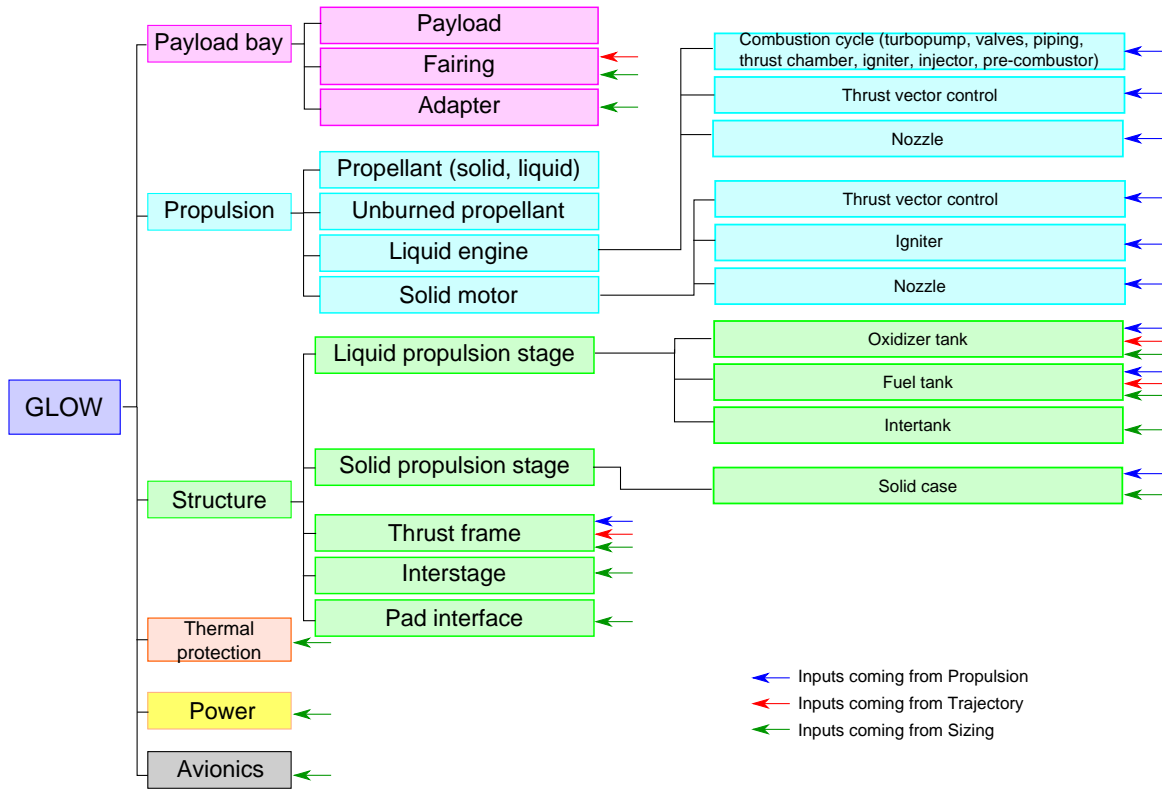 GLOW
Payload bay
Payload
Fairing
Adapter
Propulsion
Propellant (solid, liquid)
Unburned propellant
Liquid engine
Combustion cycle (turbopump, valves, piping,
thrust chamber, igniter, injector, pre-combustor)
Thrust vector control
Nozzle
Solid motor
Thrust vector control
Igniter
Nozzle
Structure
Liquid propulsion stage
Oxidizer tank
Fuel tank
Intertank
Solid propulsion stage
Solid case
Thrust frame
Interstage
Pad interface
Thermal
protection
Power
Avionics
Inputs coming from Propulsion
Inputs coming from Trajectory
Inputs coming from Sizing